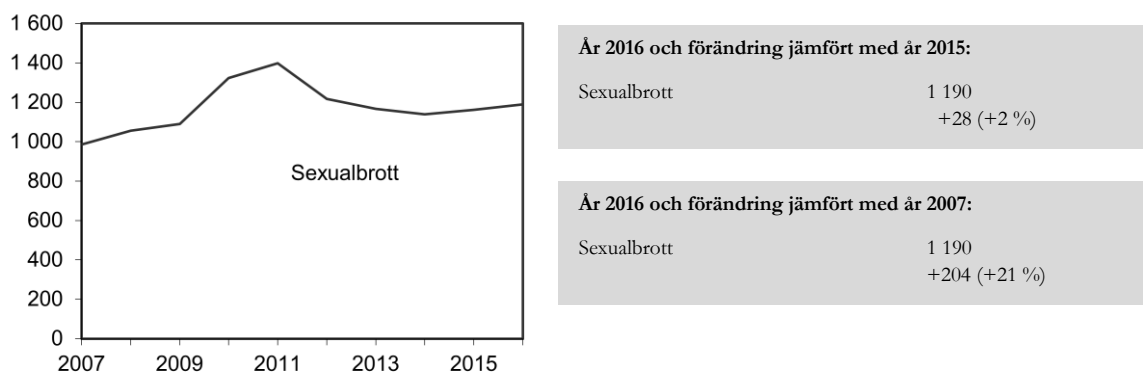 1 600
1 400
1 200
1 000
800
600
400
200
0
2007 2009 2011 2013 2015
Sexualbrott
År 2016 och förändring jämfört med år 2015:
Sexualbrott 1 190
+28 (+2 %)
År 2016 och förändring jämfört med år 2007:
Sexualbrott 1 190
+204 (+21 %)